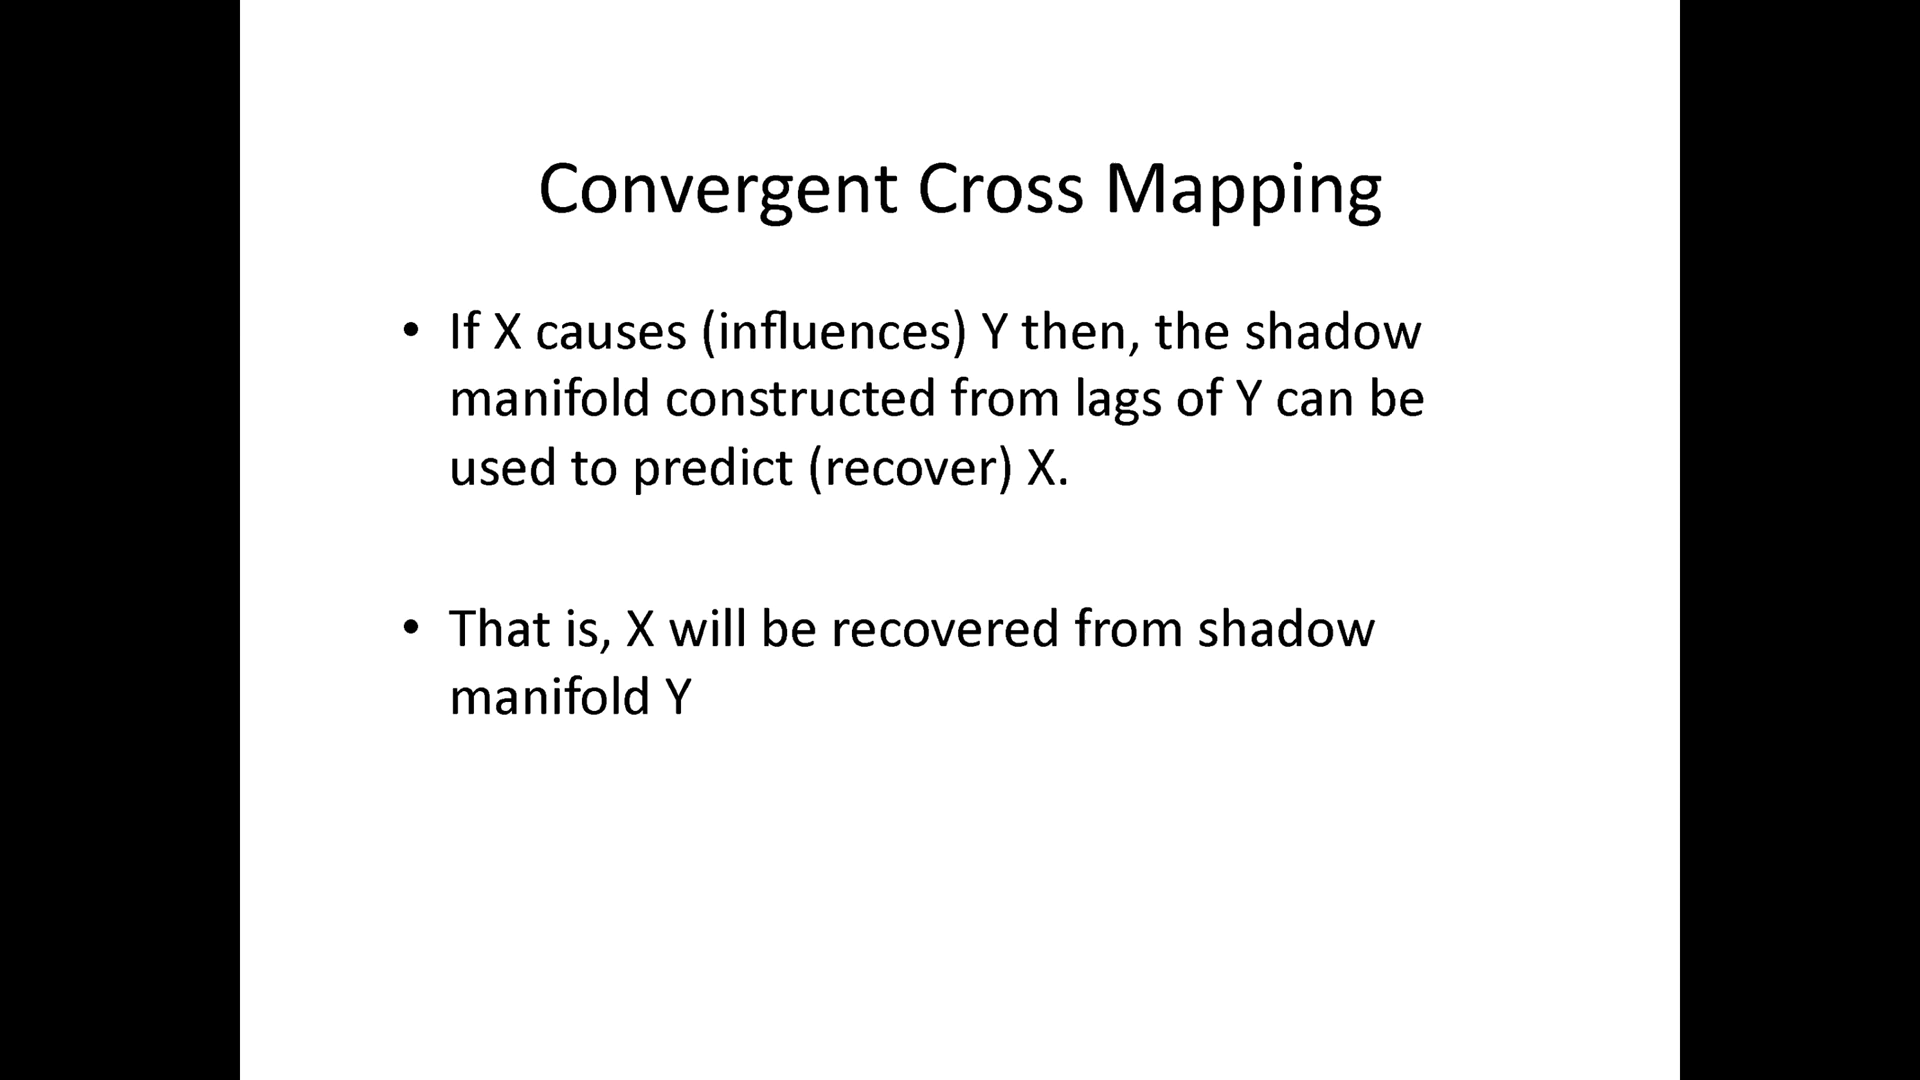 Convergent Cross Mapping
• If X causes (influences) Y then, the shadow
manifold constructed from lags of Y can be
used to predict (recover) X.
• That is, X will be recovered from shadow
manifold Y